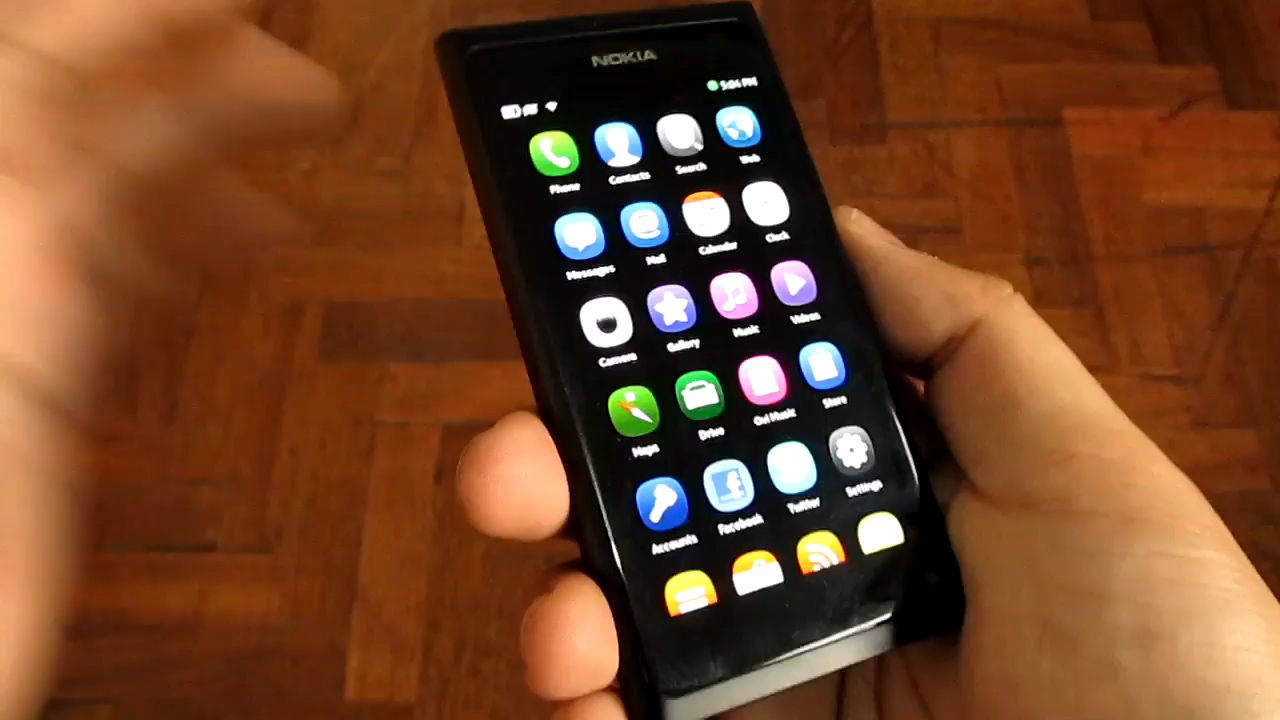 NOKIA
5:04 PM
Phone Contacts Search Web
Messages Mail Calendar Clock
Camera Gallery Music Videos
Maps Drive Ovi Music Store
Accounts Facebook Twitter Settings